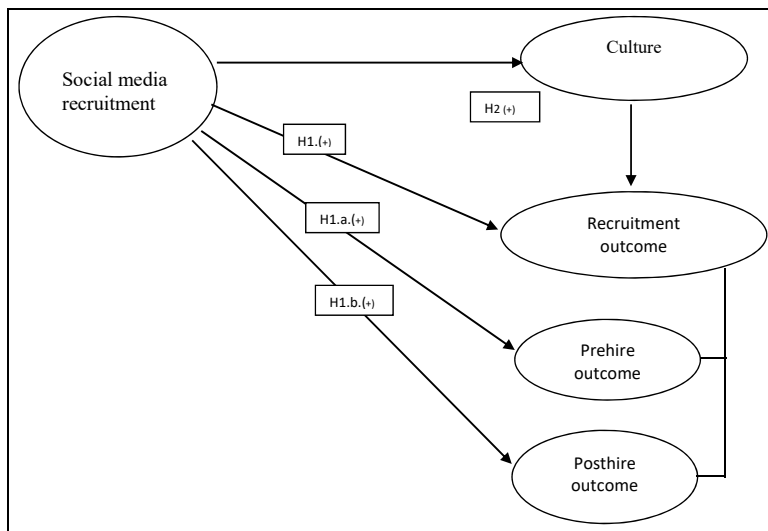 Culture
Social media
recruitment
H2 (+)
H1.(+)
H1.a.(+)
Recruitment
outcome
H1.b.(+)
Prehire
outcome
Posthire
outcome